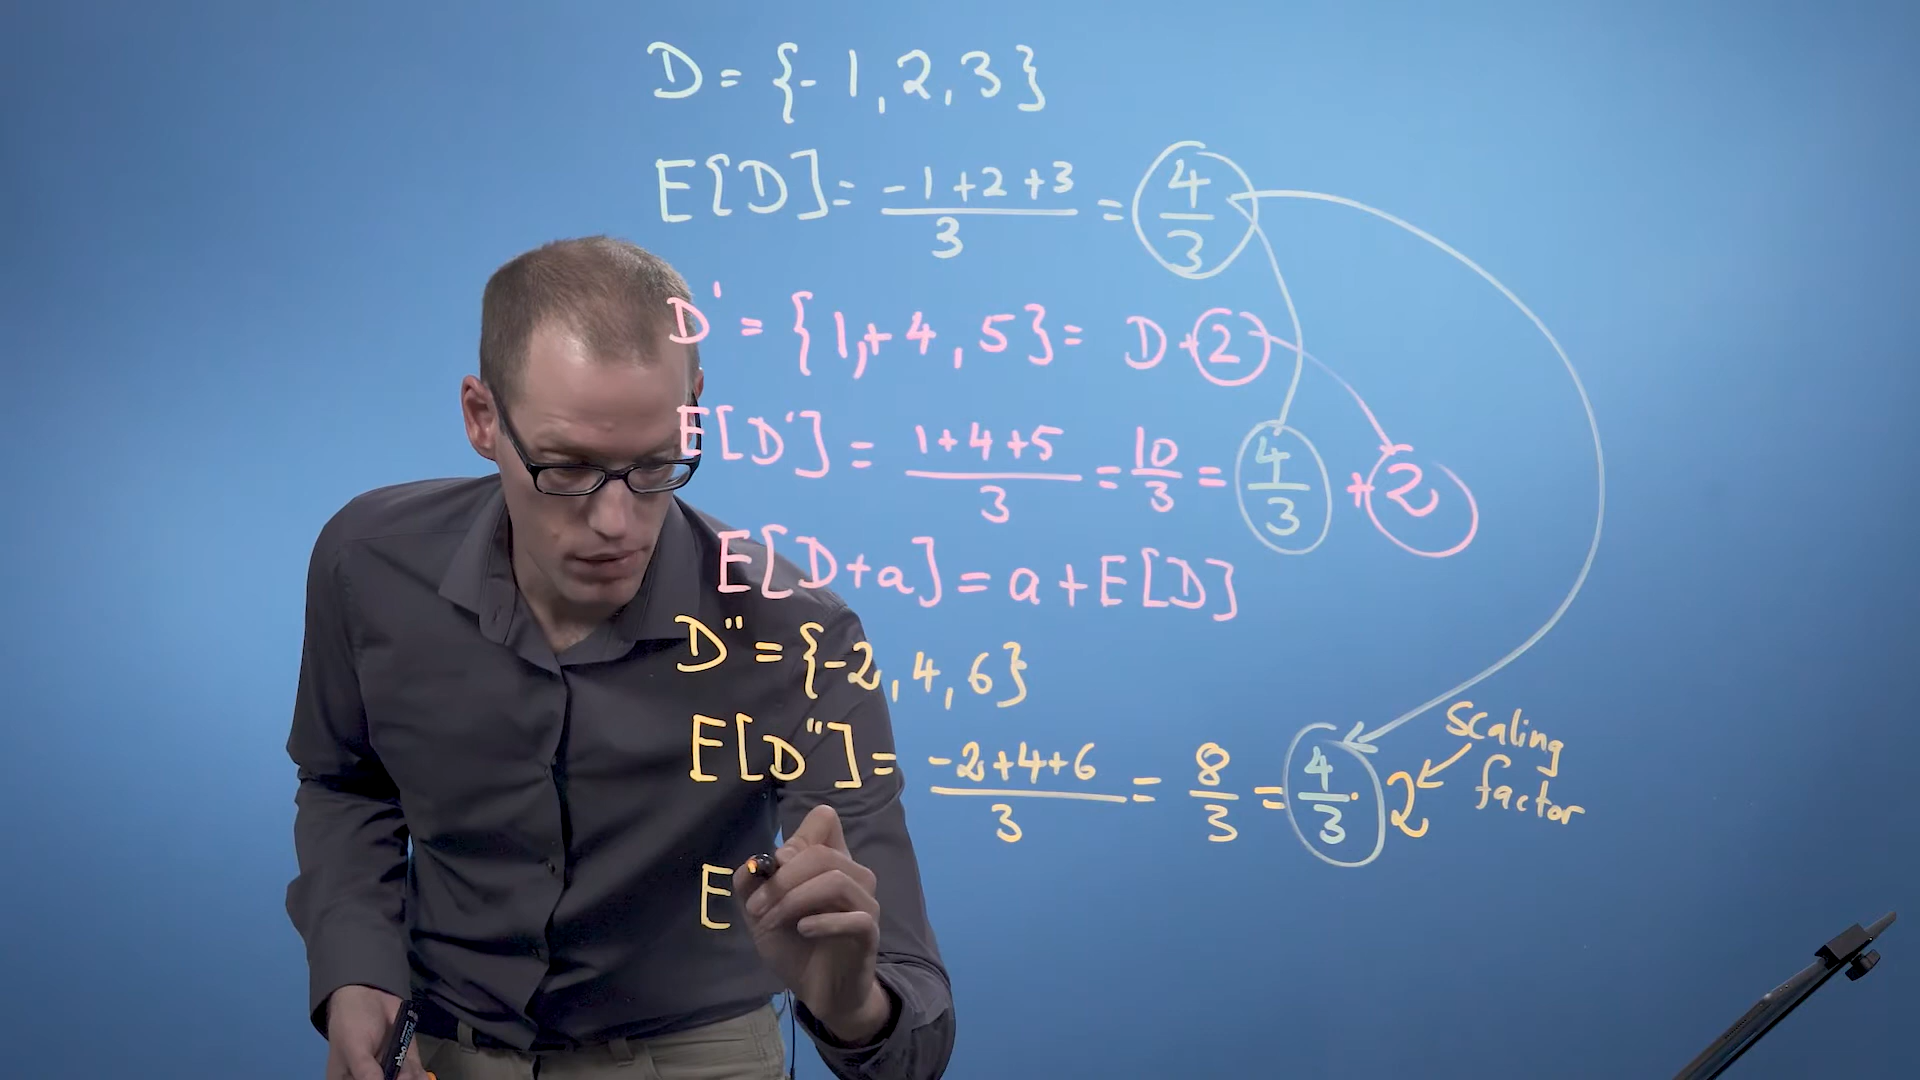 D = {-1, 2, 3}
E[D] = (-1+2+3)/3 = 4/3
D' = {1,+4, 5} = D+2
E[D'] = (1+4+5)/3 = 10/3 = 4/3 + 2
E[D+a] = a+E[D]
D" = {-2, 4, 6}
E[D"] = (-2+4+6)/3 = 8/3 = 4/3 · 2
scaling
factor
E